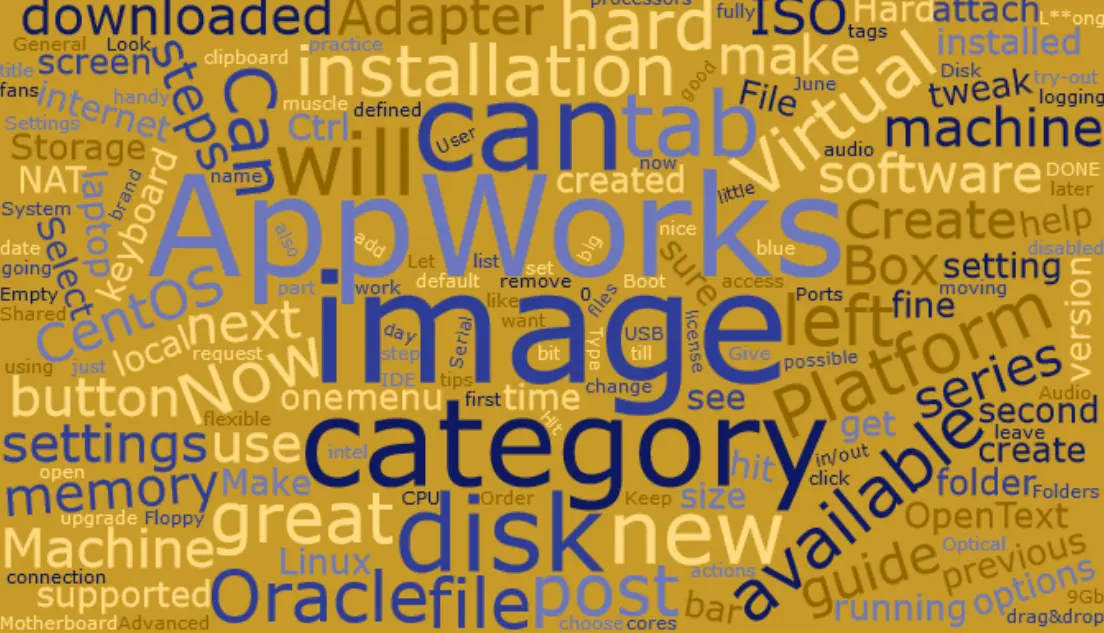 downloaded
Adapter
hard
processors
fully
ISO
tags
Hard
attach
L**ong
General
Look
screen
steps
clipboard
practice
installation
make
good
Virtual
installed
title
fans
internet
handy
Can
muscle
defined
can
tab
File
June
Disk
try-out
tweak
logging
Settings
Ctrl
User
machine
Storage
will
now
audio
NAT
laptop
brand
keyboard
name
created
little
software
DONE
later
System
Select
AppWorks
Create
help
date
going
also
add
big
nice
blue
disabled
Let
list
set
sure
Box
setting
Empty
CentOS
part
work
default
remove
0
files
Boot
access
Ports
moving
Shared
image
like
want
left
fine
version
local
next
day
Serial
Type
USB
license
Platform
using
just
request
Now
step
bit
till
Give
possible
series
IDE
tips
change
Audio
button
one
menu
first
time
see
second
flexible
Hit
category
get
available
leave
settings
use
intel
hit
in/out
create
open
click
memory
Make
CPU
Order
Keep
size
folder
Folders
upgrade
Floppy
great
disk
new
OpenText
Machine
Linux
Optical
previous
connection
actions
guide
options
supported
Oracle
file
post
bar
running
9Gb
Motherboard
Advanced
choose
cores
drag&drop